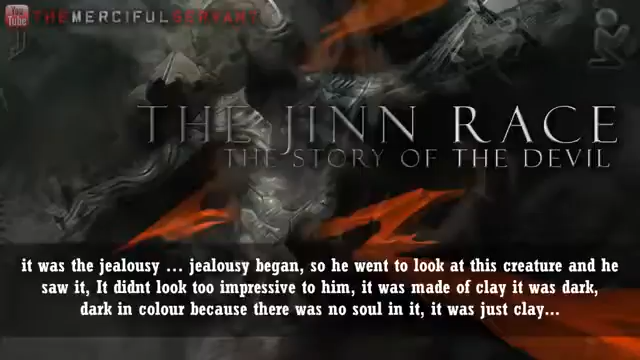 You Tube THEMERCIFULSERVANT
THE JINN RACE
THE STORY OF THE DEVIL
it was the jealousy ... jealousy began, so he went to look at this creature and he
saw it, It didnt look too impressive to him, it was made of clay it was dark,
dark in colour because there was no soul in it, it was just clay...